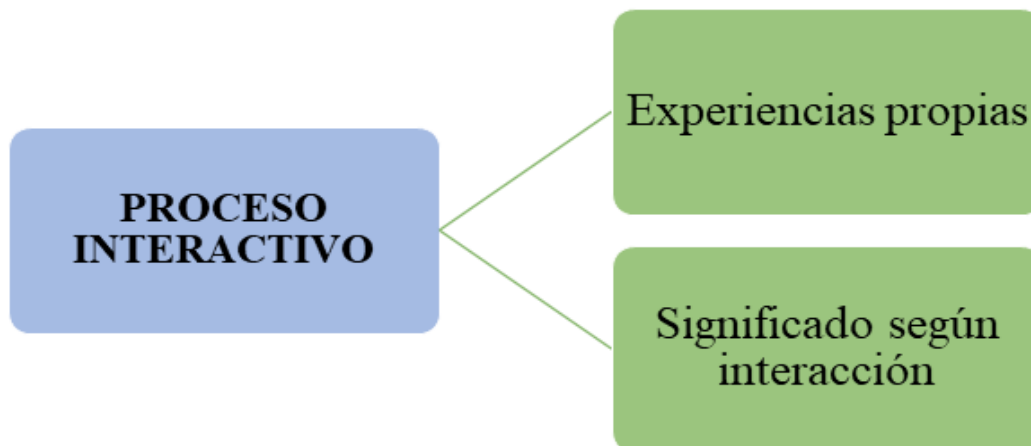 PROCESO
INTERACTIVO
Experiencias propias
Significado según
interacción